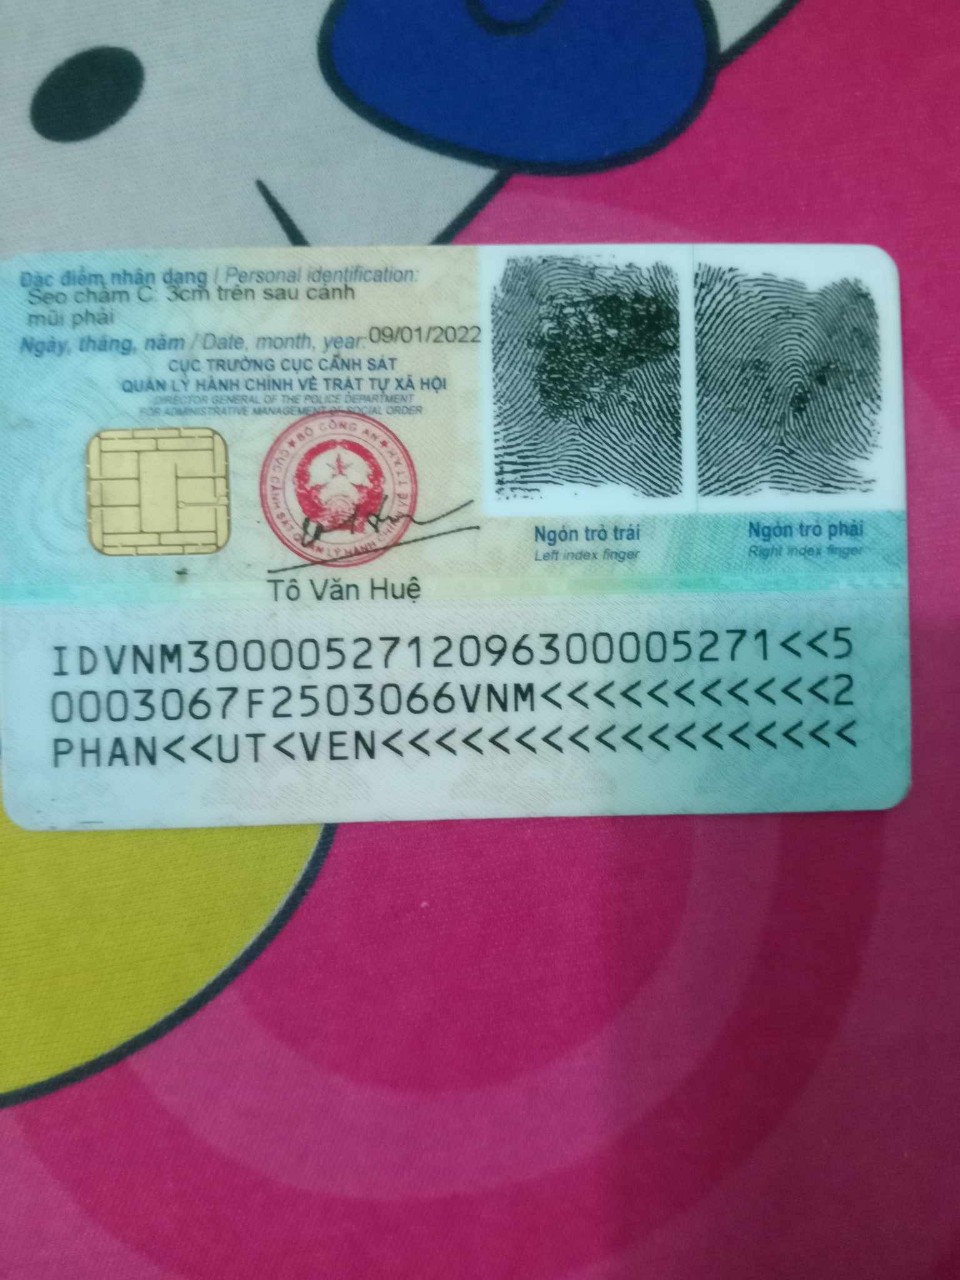 Đặc điểm nhân dạng / Personal identification:
Sẹo chấm C: 3cm trên sau cánh
mũi phải
Ngày, tháng, năm / Date, month, year: 09/01/2022
CỤC TRƯỞNG CỤC CẢNH SÁT
QUẢN LÝ HÀNH CHÍNH VỀ TRẬT TỰ XÃ HỘI
DIRECTOR GENERAL OF THE POLICE DEPARTMENT
FOR ADMINISTRATIVE MANAGEMENT OF SOCIAL ORDER
BỘ CÔNG AN
Tô Văn Huệ
Ngón trỏ trái
Left index finger
Ngón trỏ phải
Right index finger
IDVNM3000052712096300005271<<5
0003067F2503066VNM<<<<<<<<<<<2
PHAN<<UT<VEN<<<<<<<<<<<<<<<<<<